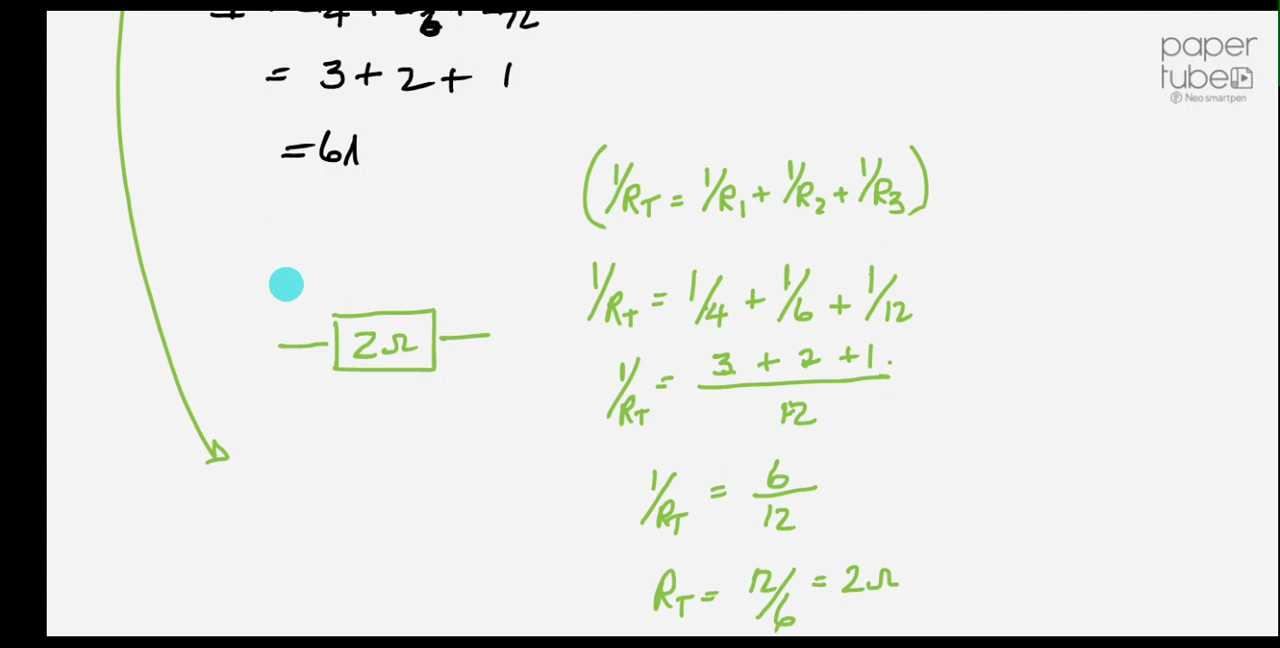 = 3 + 2 + 1
= 6A
paper
tube
Neo smartpen
(1/RT = 1/R1 + 1/R2 + 1/R3)
1/RT = 1/4 + 1/6 + 1/12
2Ω
1/RT = 3 + 2 + 1 / 12
1/RT = 6 / 12
RT = 12/6 = 2Ω